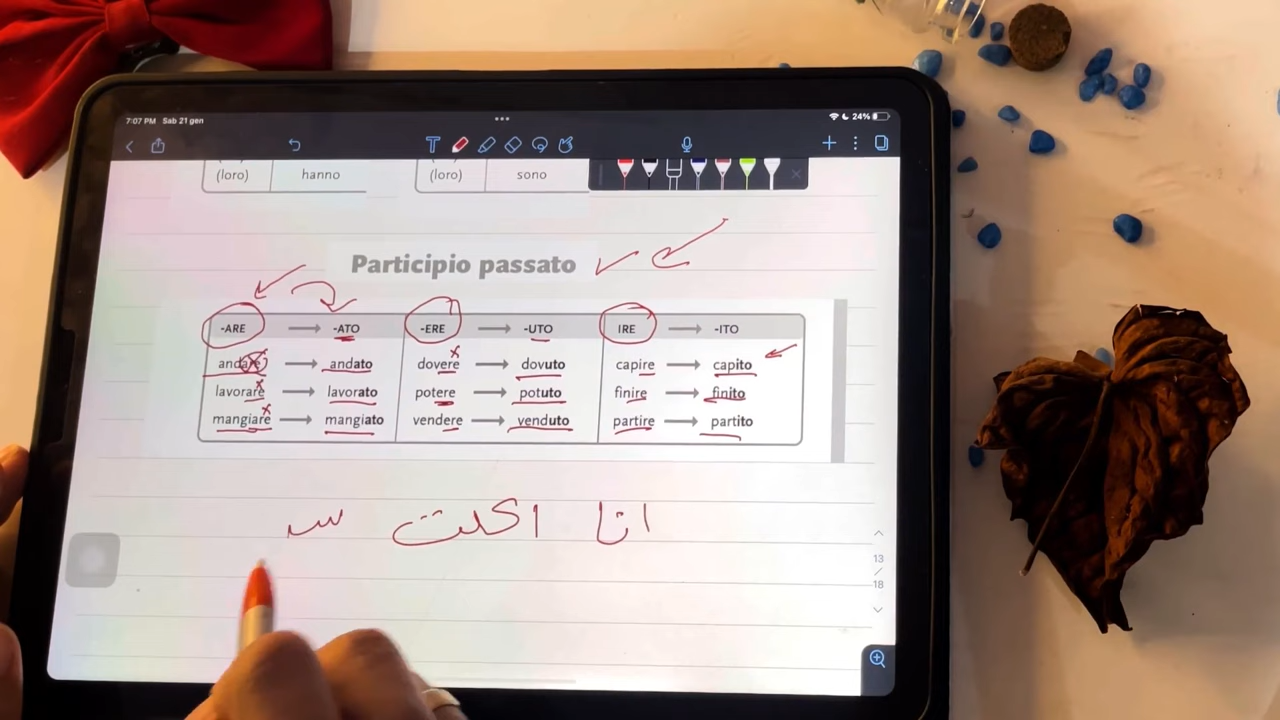 7:07 PM Sab 21 gen
24%
(loro) hanno (loro) sono
Participio passato
-ARE → -ATO -ERE → -UTO IRE → -ITO
andare → andato dovere → dovuto capire → capito
lavorare → lavorato potere → potuto finire → finito
mangiare → mangiato vendere → venduto partire → partito
انا اكلت س
13
/
18